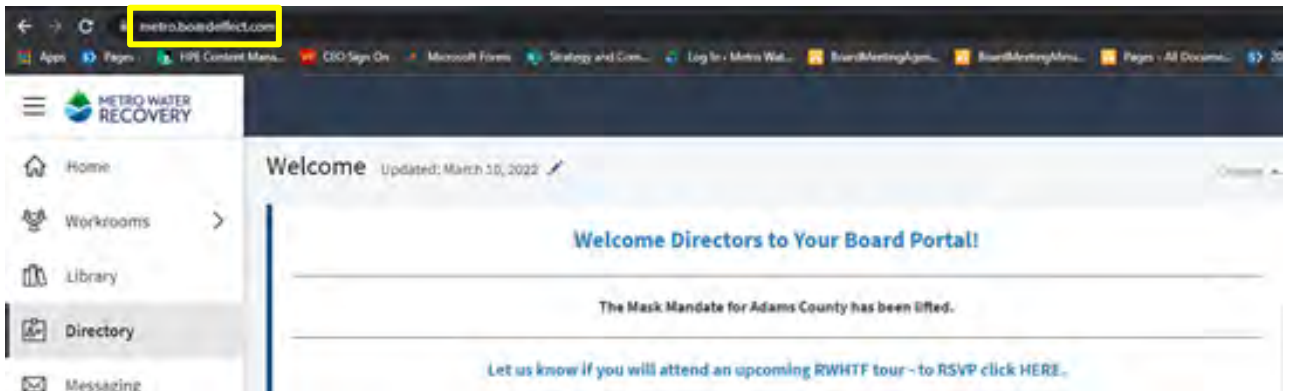 metro.boardeffect.com
Apps Pages HPE Content Mana... CEO Sign On Microsoft Forms Strategy and Com... Log In ‹ Metro Wat... BoardMeetingAgen... BoardMeetingMinu... Pages - All Docume... 20
METRO WATER
RECOVERY
Home
Welcome Updated: March 10, 2022
Workrooms
Welcome Directors to Your Board Portal!
Library
The Mask Mandate for Adams County has been lifted.
Directory
Let us know if you will attend an upcoming RWHTF tour - to RSVP click HERE.
Messaging